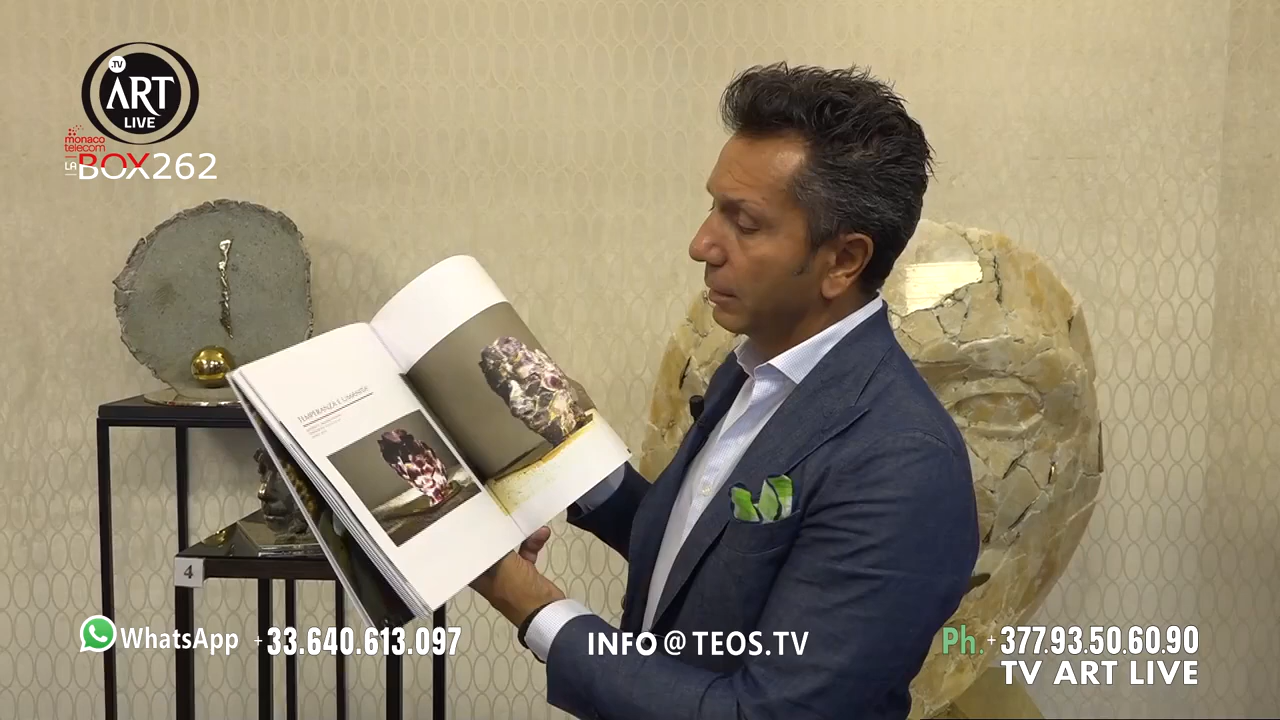 .TV
ART
LIVE
monaco
telecom
LA
BOX262
TEMPERANZA E UMANITA'
4
WhatsApp +33.640.613.097
INFO@TEOS.TV
Ph. +377.93.50.60.90
TV ART LIVE